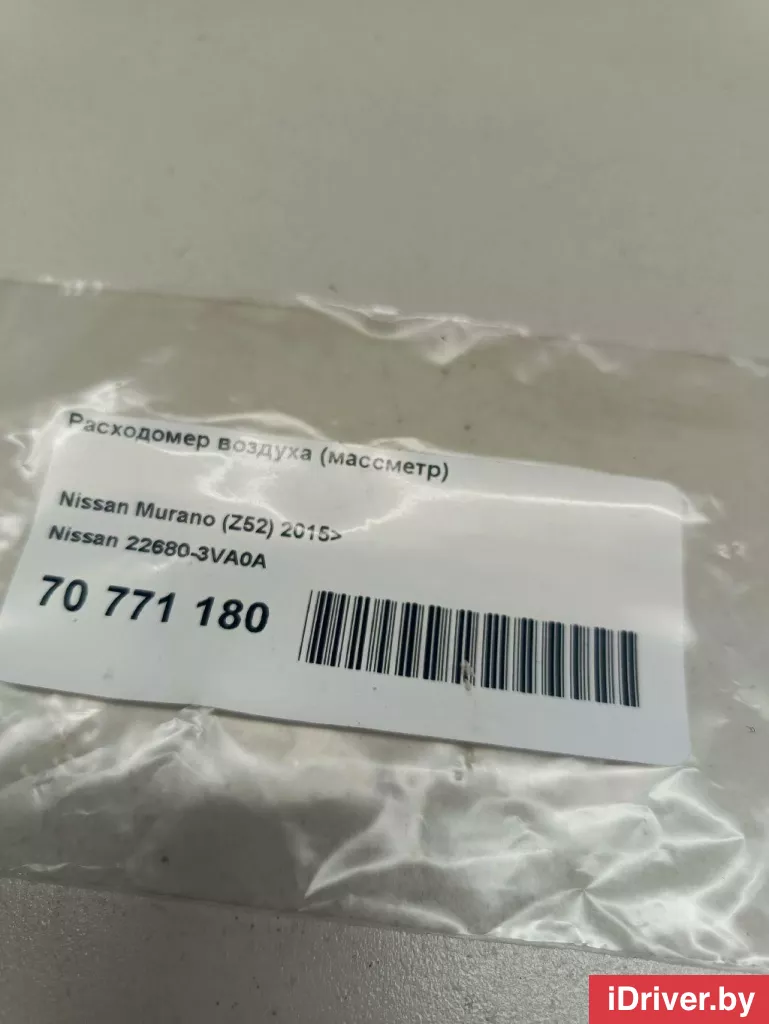 Расходомер воздуха (массметр)
Nissan Murano (Z52) 2015>
Nissan 22680-3VA0A
70 771 180
iDriver.by